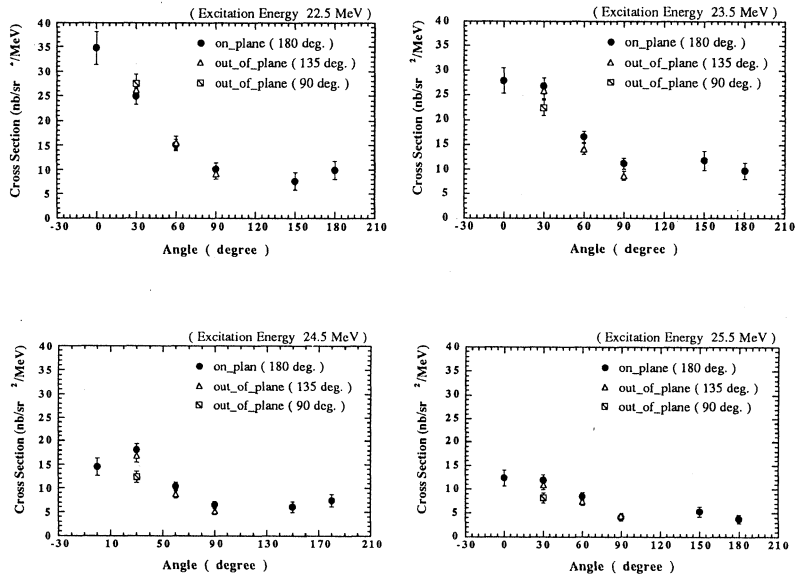 ( Excitation Energy 22.5 MeV )
40
35
30
25
20
15
10
5
0
Cross Section (nb/sr ²/MeV)
on_plane ( 180 deg. )
out_of_plane ( 135 deg. )
out_of_plane ( 90 deg. )
-30 0 30 60 90 120 150 180 210
Angle ( degree )
( Excitation Energy 23.5 MeV )
40
35
30
25
20
15
10
5
0
Cross Section (nb/sr ²/MeV)
on_plane ( 180 deg. )
out_of_plane ( 135 deg. )
out_of_plane ( 90 deg. )
-30 0 30 60 90 120 150 180 210
Angle ( degree )
( Excitation Energy 24.5 MeV )
40
35
30
25
20
15
10
5
0
Cross Section (nb/sr ²/MeV)
on_plan ( 180 deg. )
out_of_plane ( 135 deg. )
out_of_plane ( 90 deg. )
-30 10 50 90 130 170 210
Angle ( degree )
( Excitation Energy 25.5 MeV )
40
35
30
25
20
15
10
5
0
Cross Section (nb/sr ²/MeV)
on_plane ( 180 deg. )
out_of_plane ( 135 deg. )
out_of_plane ( 90 deg. )
-30 0 30 60 90 120 150 180 210
Angle ( degree )